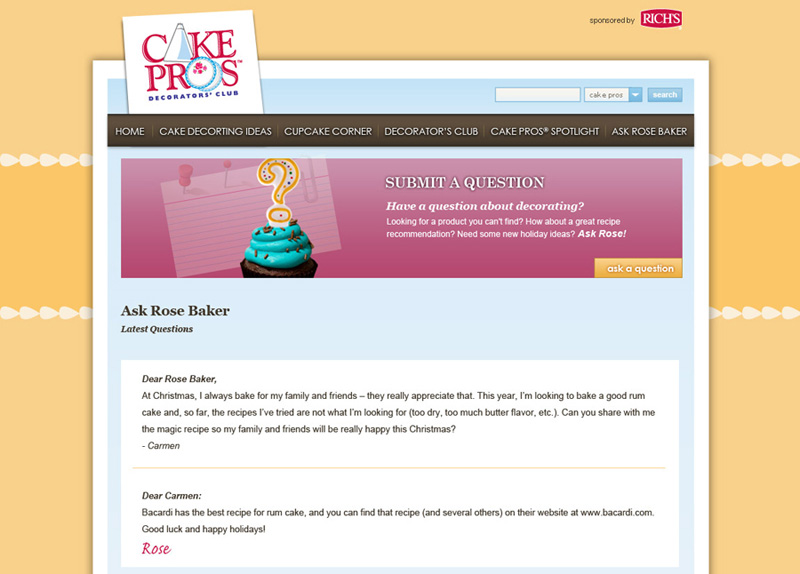 sponsored by RICH'S
CAKE
PROS™
DECORATORS' CLUB
cake pros search
HOME CAKE DECORTING IDEAS CUPCAKE CORNER DECORATOR'S CLUB CAKE PROS® SPOTLIGHT ASK ROSE BAKER
?
SUBMIT A QUESTION
Have a question about decorating?
Looking for a product you can't find? How about a great recipe
recommendation? Need some new holiday ideas? Ask Rose!
ask a question
Ask Rose Baker
Latest Questions
Dear Rose Baker,
At Christmas, I always bake for my family and friends – they really appreciate that. This year, I'm looking to bake a good rum
cake and, so far, the recipes I've tried are not what I'm looking for (too dry, too much butter flavor, etc.). Can you share with me
the magic recipe so my family and friends will be really happy this Christmas?
- Carmen
Dear Carmen:
Bacardi has the best recipe for rum cake, and you can find that recipe (and several others) on their website at www.bacardi.com.
Good luck and happy holidays!
Rose